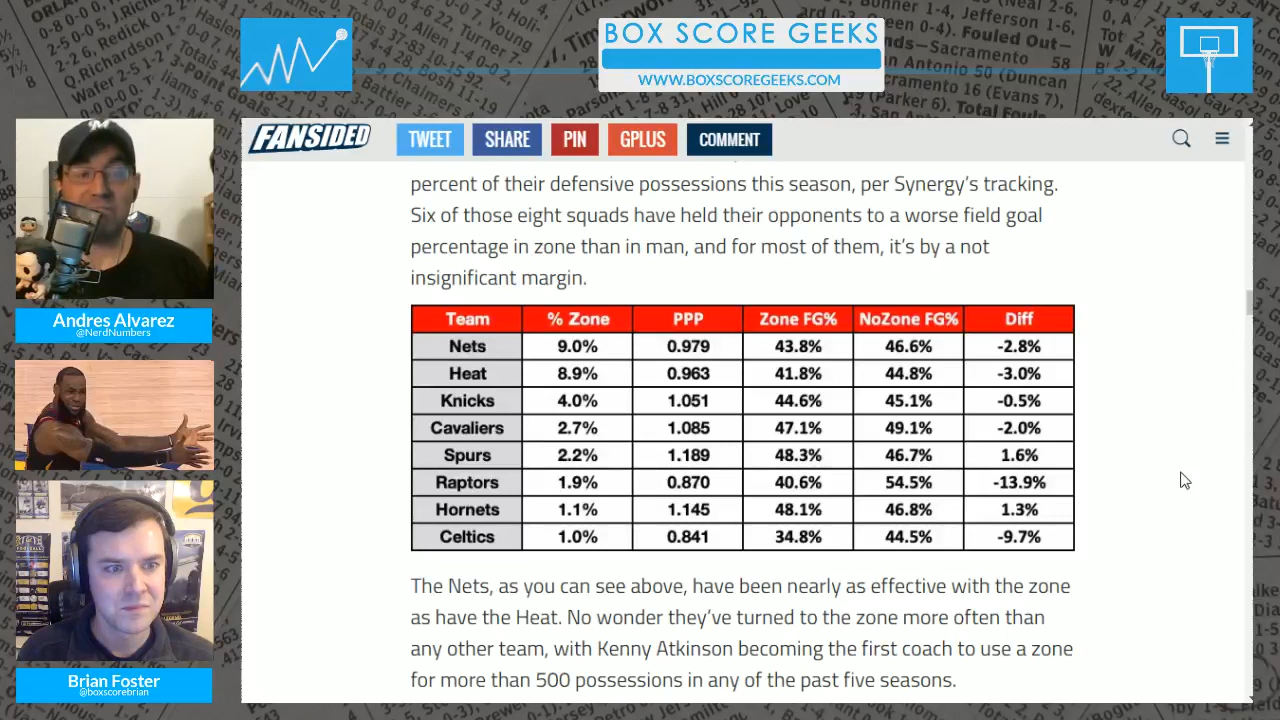 BOX SCORE GEEKS
WWW.BOXSCOREGEEKS.COM
FANSIDED
TWEET
SHARE
PIN
GPLUS
COMMENT
percent of their defensive possessions this season, per Synergy's tracking.
Six of those eight squads have held their opponents to a worse field goal
percentage in zone than in man, and for most of them, it's by a not
insignificant margin.
Team % Zone PPP Zone FG% NoZone FG% Diff
Nets 9.0% 0.979 43.8% 46.6% -2.8%
Heat 8.9% 0.963 41.8% 44.8% -3.0%
Knicks 4.0% 1.051 44.6% 45.1% -0.5%
Cavaliers 2.7% 1.085 47.1% 49.1% -2.0%
Spurs 2.2% 1.189 48.3% 46.7% 1.6%
Raptors 1.9% 0.870 40.6% 54.5% -13.9%
Hornets 1.1% 1.145 48.1% 46.8% 1.3%
Celtics 1.0% 0.841 34.8% 44.5% -9.7%
The Nets, as you can see above, have been nearly as effective with the zone
as have the Heat. No wonder they've turned to the zone more often than
any other team, with Kenny Atkinson becoming the first coach to use a zone
for more than 500 possessions in any of the past five seasons.
Andres Alvarez
@NerdNumbers
Brian Foster
@boxscorebrian